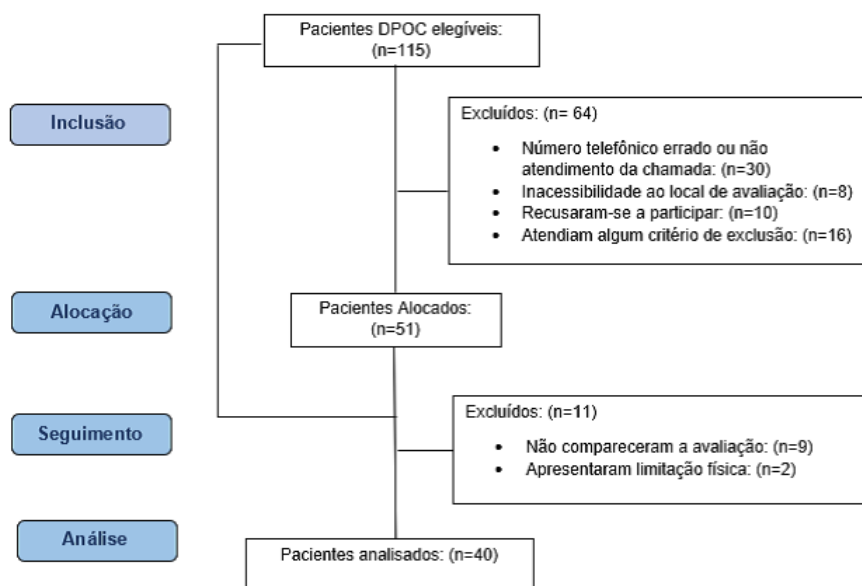 Pacientes DPOC elegíveis:
(n=115)
Inclusão
Excluídos: (n= 64)
• Número telefônico errado ou não
atendimento da chamada: (n=30)
• Inacessibilidade ao local de avaliação: (n=8)
• Recusaram-se a participar: (n=10)
• Atendiam algum critério de exclusão: (n=16)
Alocação
Pacientes Alocados:
(n=51)
Seguimento
Excluídos: (n=11)
• Não compareceram a avaliação: (n=9)
• Apresentaram limitação física: (n=2)
Análise
Pacientes analisados: (n=40)